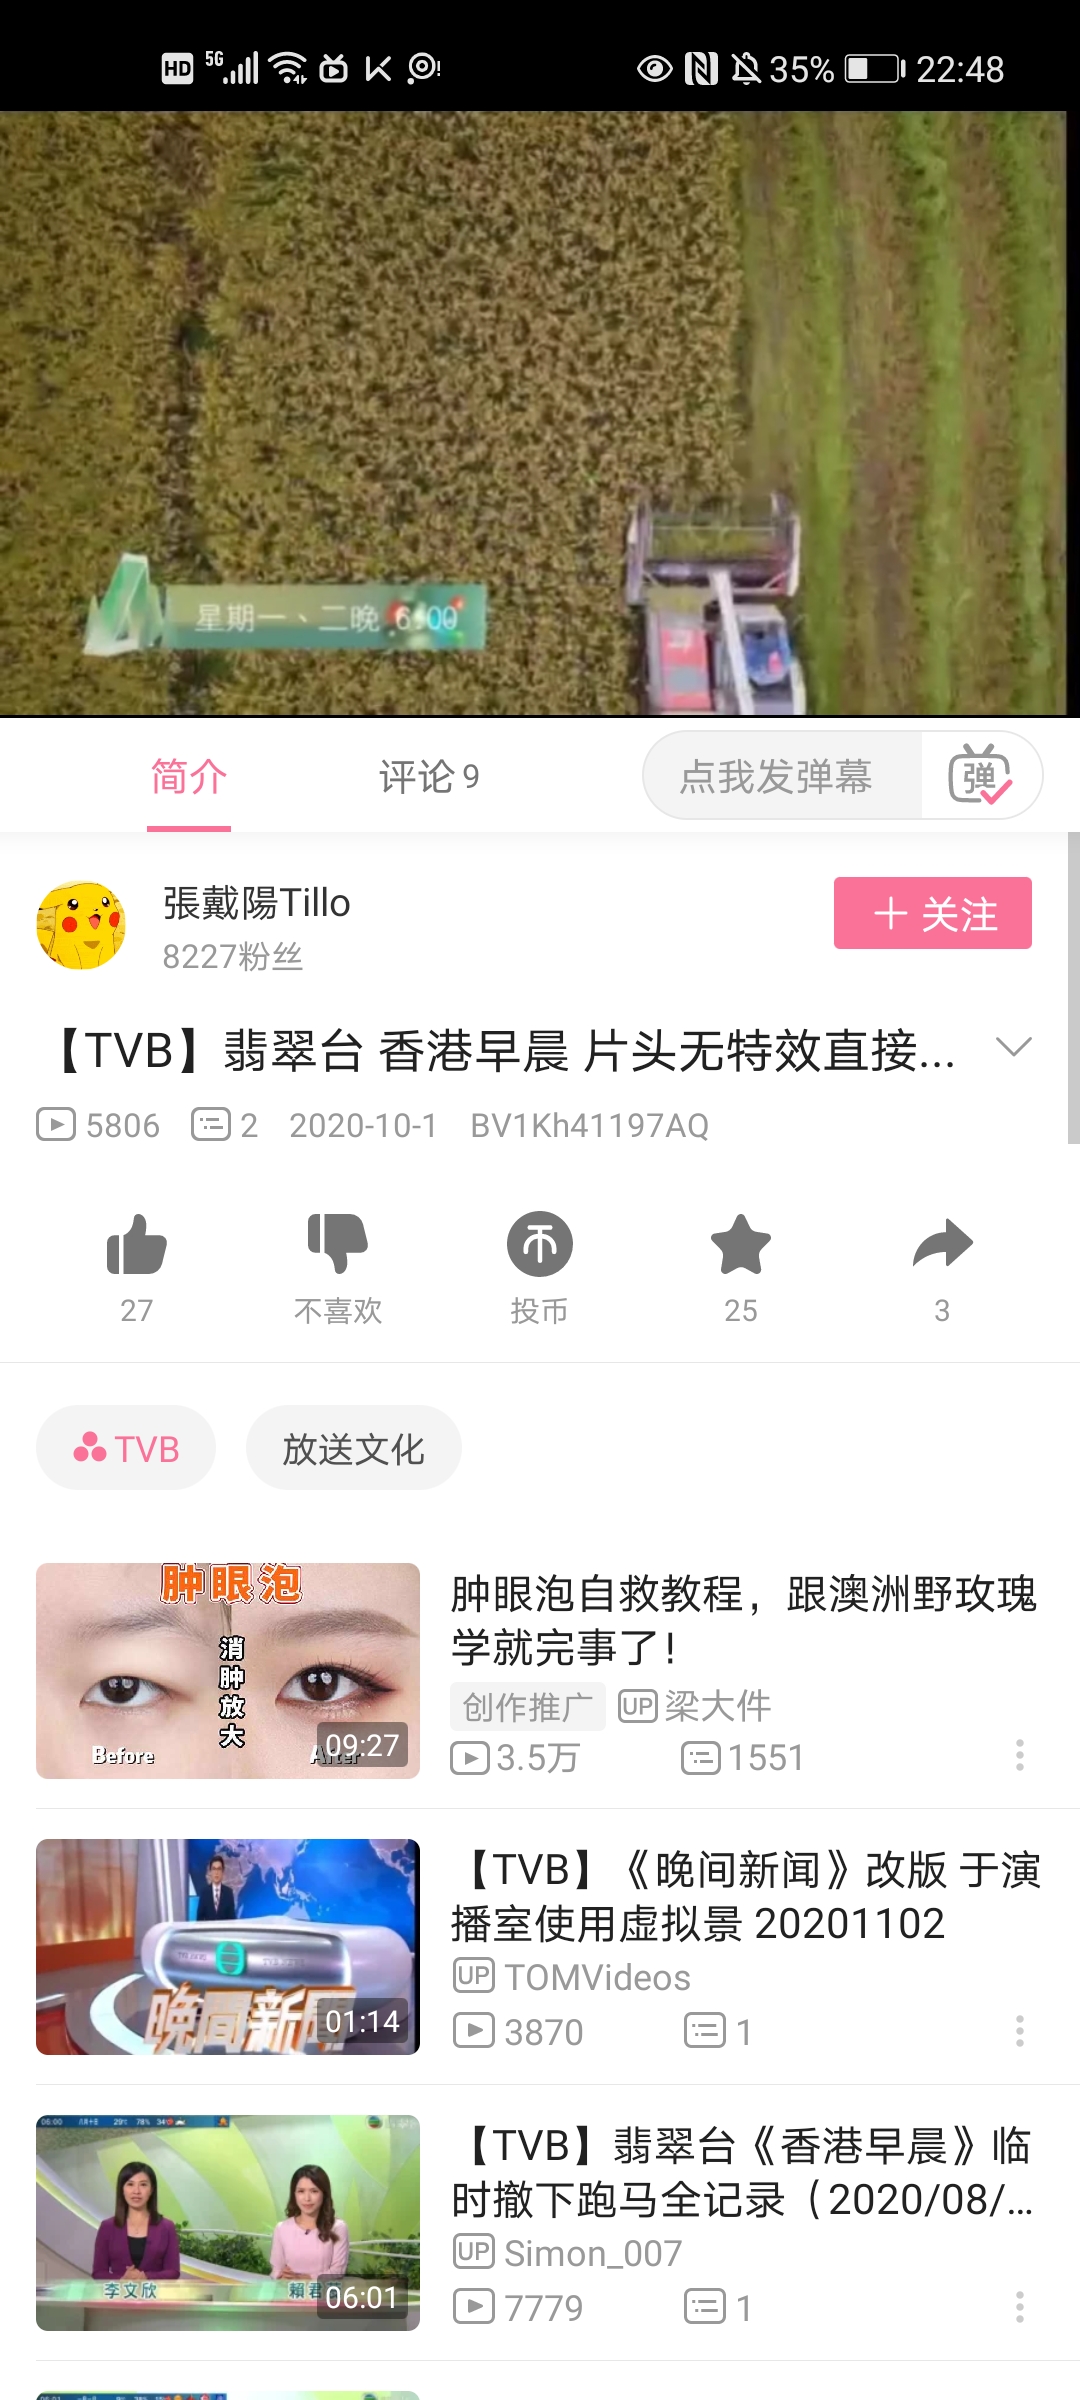 HD 5G 35% 22:48
星期一、二晚 6:00
简介 评论 9 点我发弹幕 弹
張戴陽Tillo
8227粉丝
+ 关注
【TVB】翡翠台 香港早晨 片头无特效直接...
5806 2 2020-10-1 BV1Kh41197AQ
27 不喜欢 投币 25 3
TVB 放送文化
肿眼泡
消肿放大
Before
After
09:27
肿眼泡自救教程，跟澳洲野玫瑰
学就完事了!
创作推广 UP 梁大件
3.5万 1551
晚间新闻
01:14
【TVB】《晚间新闻》改版 于演
播室使用虚拟景 20201102
UP TOMVideos
3870 1
李文欣
06:01
【TVB】翡翠台《香港早晨》临
时撤下跑马全记录（2020/08/...
UP Simon_007
7779 1